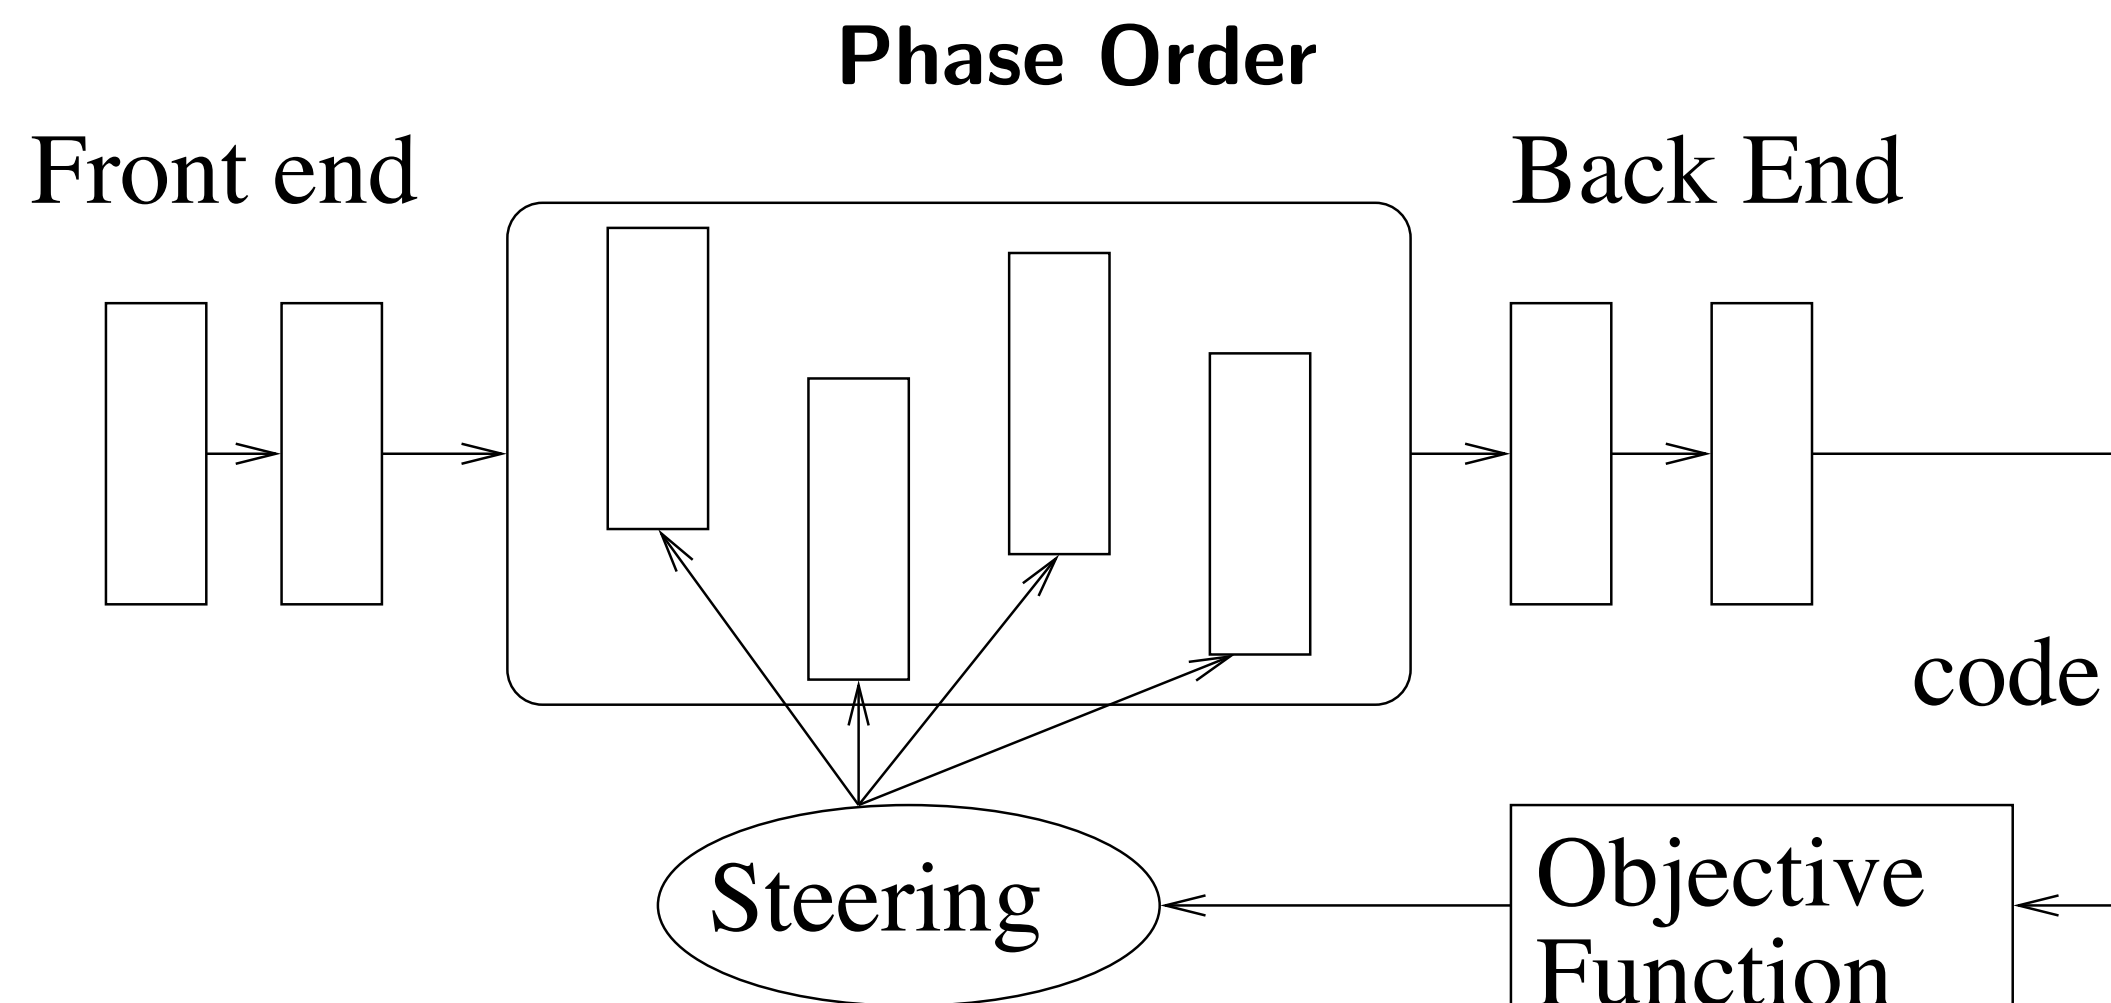 Phase Order
Front end
Back End
code
Steering
Objective
Function